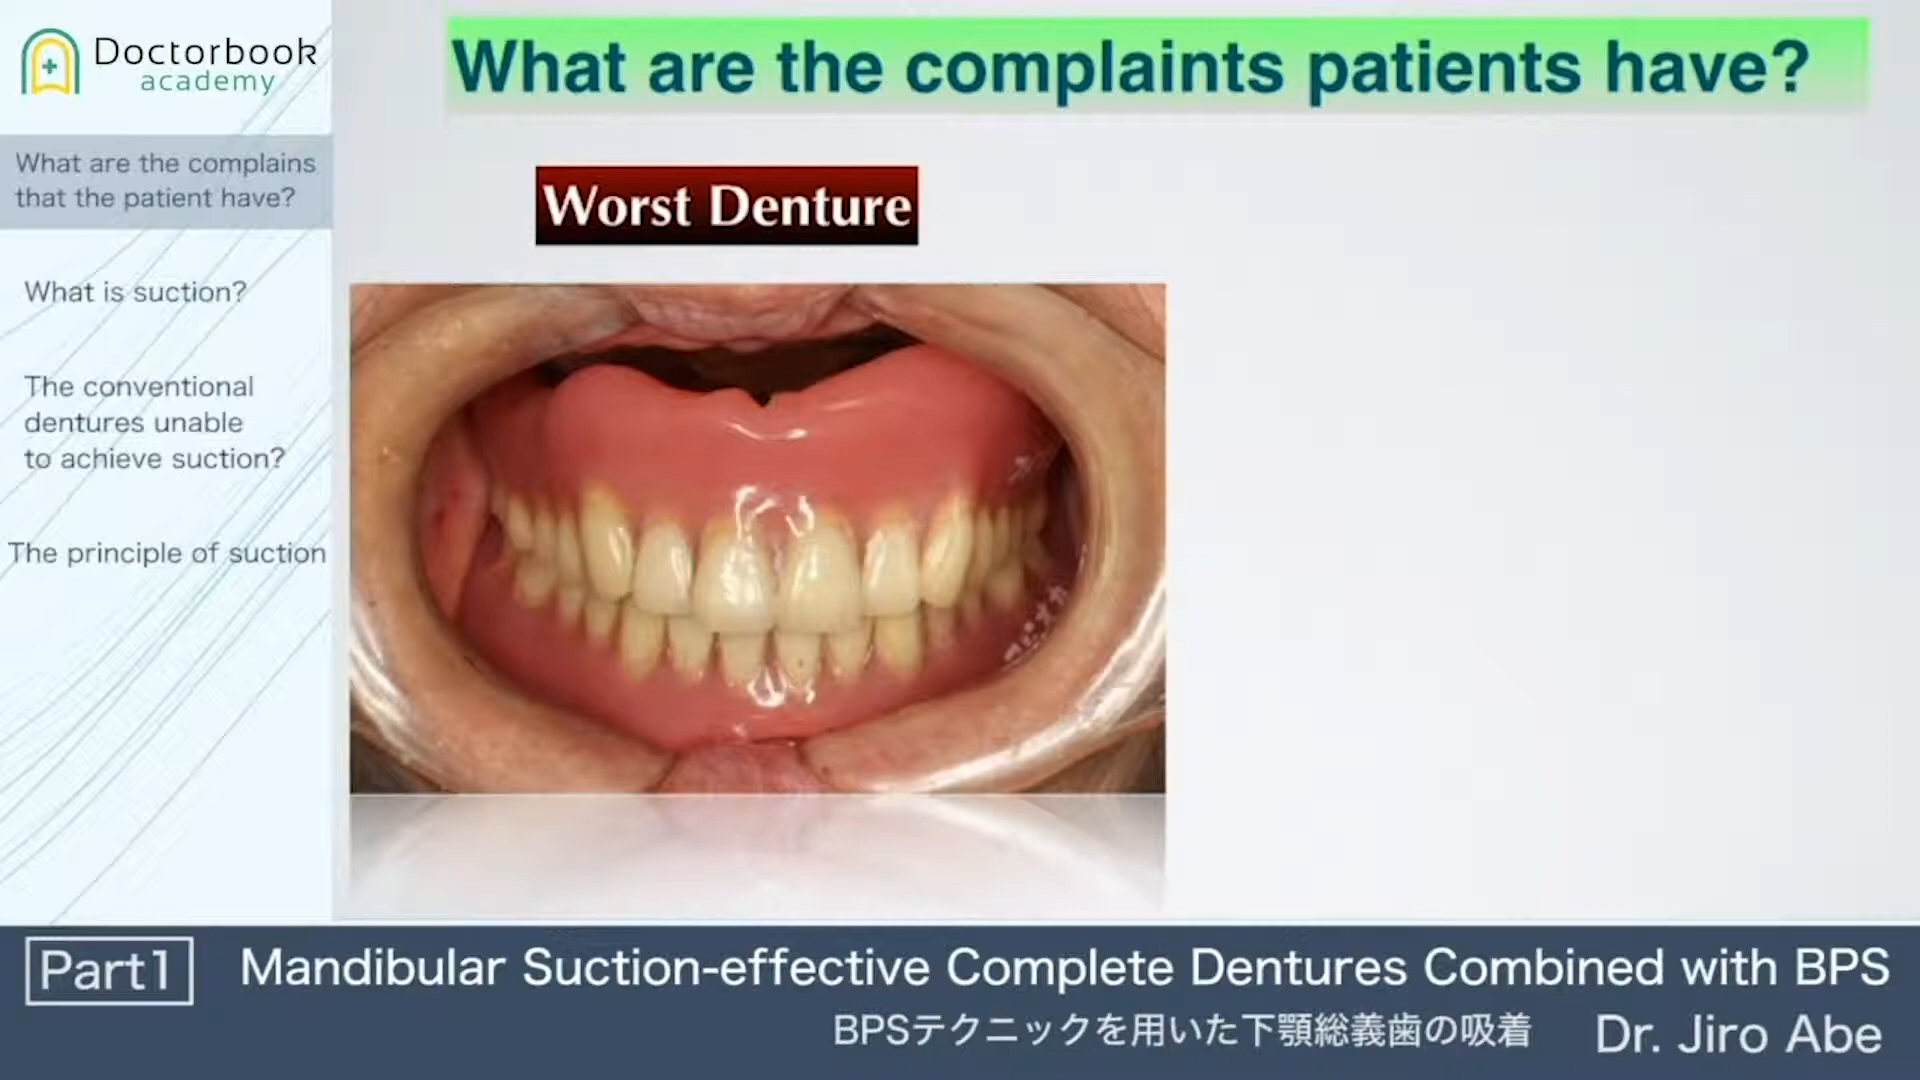 Doctorbook
academy
What are the complaints patients have?
What are the complains
that the patient have?
Worst Denture
What is suction?
The conventional
dentures unable
to achieve suction?
The principle of suction
Part1
Mandibular Suction-effective Complete Dentures Combined with BPS
BPSテクニックを用いた下顎総義歯の吸着
Dr. Jiro Abe